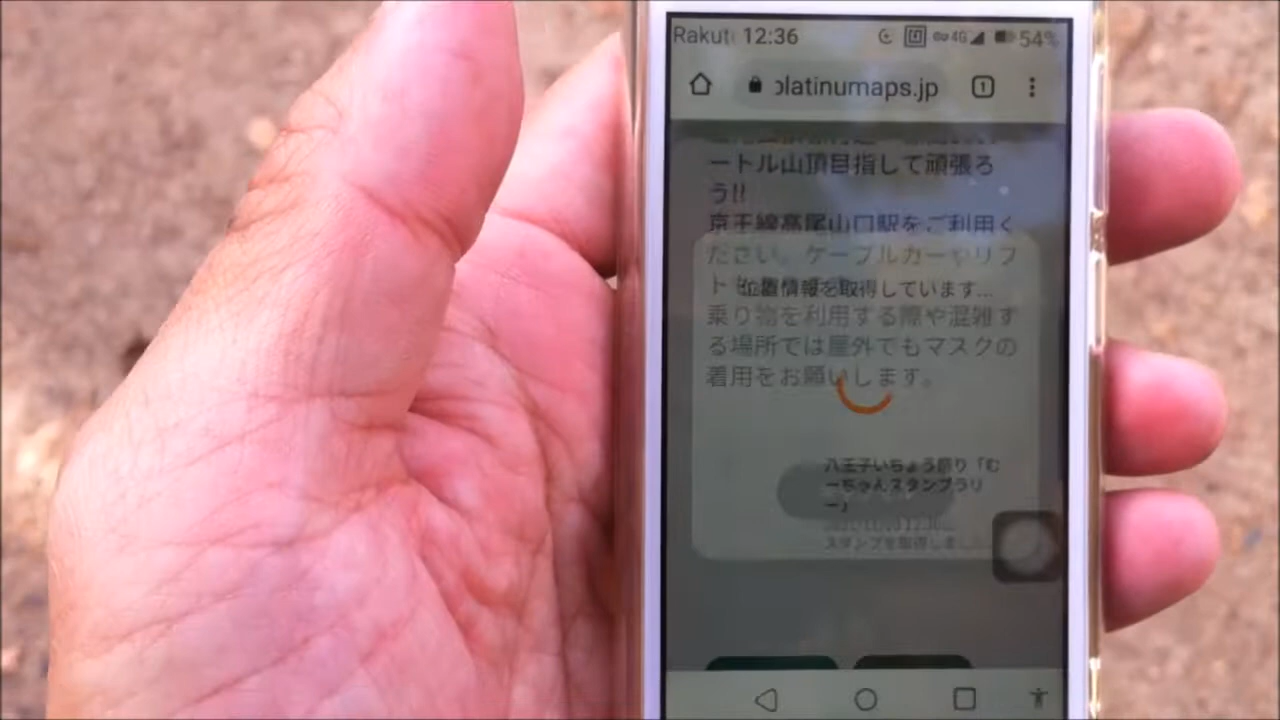 Rakut 12:36 4G 54%
platinumaps.jp 1
ートル山頂目指して頑張ろ
う!!
京王線高尾山口駅をご利用く
ださい。ケーブルカーやリフ
位置情報を取得しています...
乗り物を利用する際や混雑す
る場所では屋外でもマスクの
着用をお願いします。
八王子いちょう祭り「む
ーちゃんスタンプラリ
ー」
スタンプを取得しまし